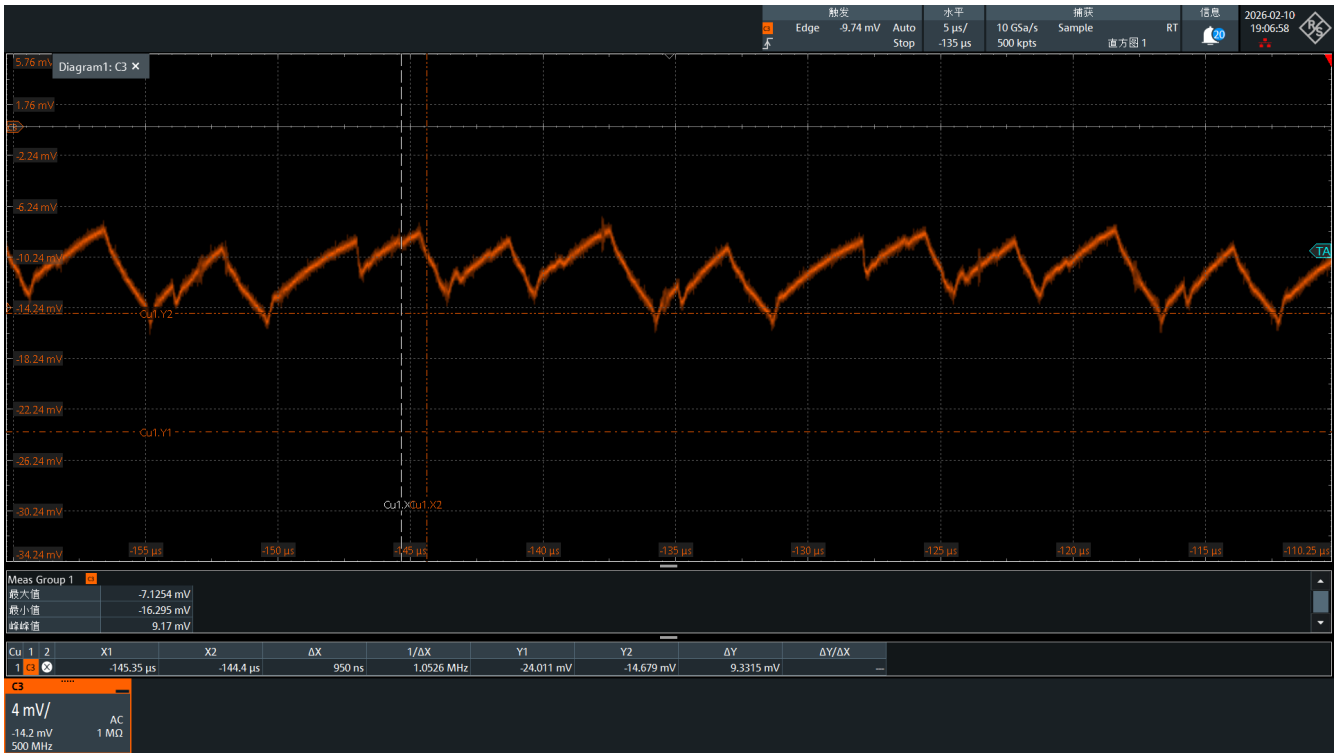 触发
水平
捕获
信息
2026-02-10
C3 Edge -9.74 mV Auto
5 µs/
10 GSa/s Sample RT
20
19:06:58
R&S
Stop
-135 µs
500 kpts 直方图 1
5.76 mV
Diagram1: C3 ×
1.76 mV
C3
-2.24 mV
-6.24 mV
-10.24 mV
TA
-14.24 mV
Cu1.Y2
-18.24 mV
-22.24 mV
Cu1.Y1
-26.24 mV
-30.24 mV
Cu1.X
Cu1.X2
-34.24 mV
-155 µs
-150 µs
-145 µs
-140 µs
-135 µs
-130 µs
-125 µs
-120 µs
-115 µs
-110.25 µs
Meas Group 1 C3
最大值 -7.1254 mV
最小值 -16.295 mV
峰峰值 9.17 mV
Cu 1 2 X1 X2 ΔX 1/ΔX Y1 Y2 ΔY ΔY/ΔX
1 C3 X -145.35 µs -144.4 µs 950 ns 1.0526 MHz -24.011 mV -14.679 mV 9.3315 mV —
C3
4 mV/
AC
-14.2 mV 1 MΩ
500 MHz